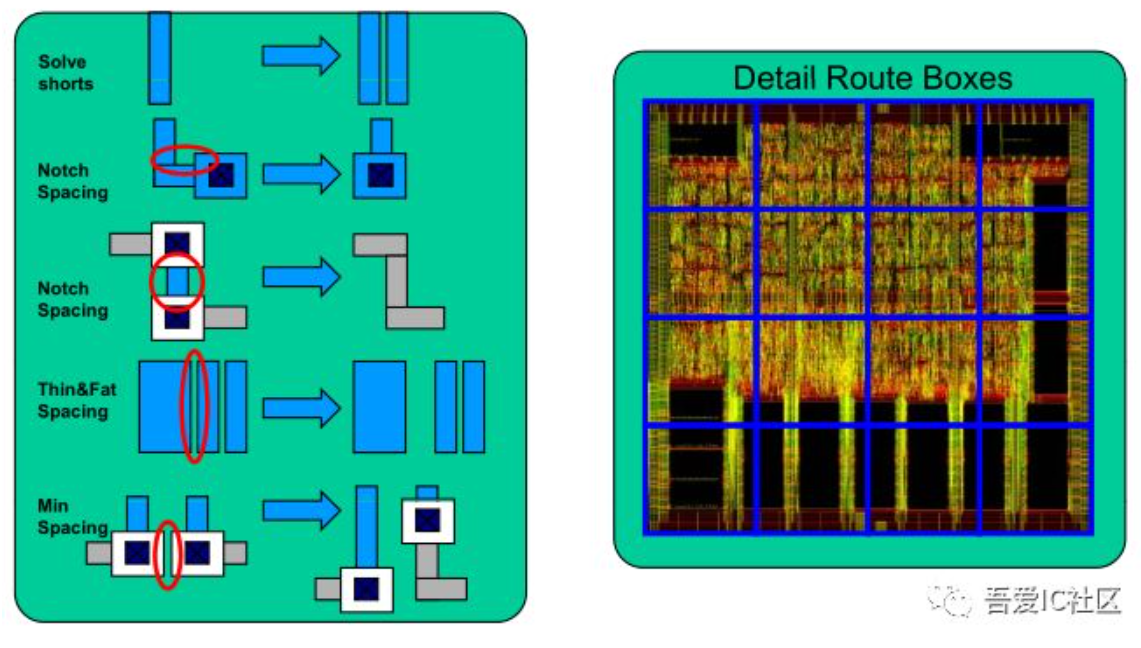 Solve
shorts
Notch
Spacing
Notch
Spacing
Thin&Fat
Spacing
Min
Spacing
Detail Route Boxes
吾爱IC社区